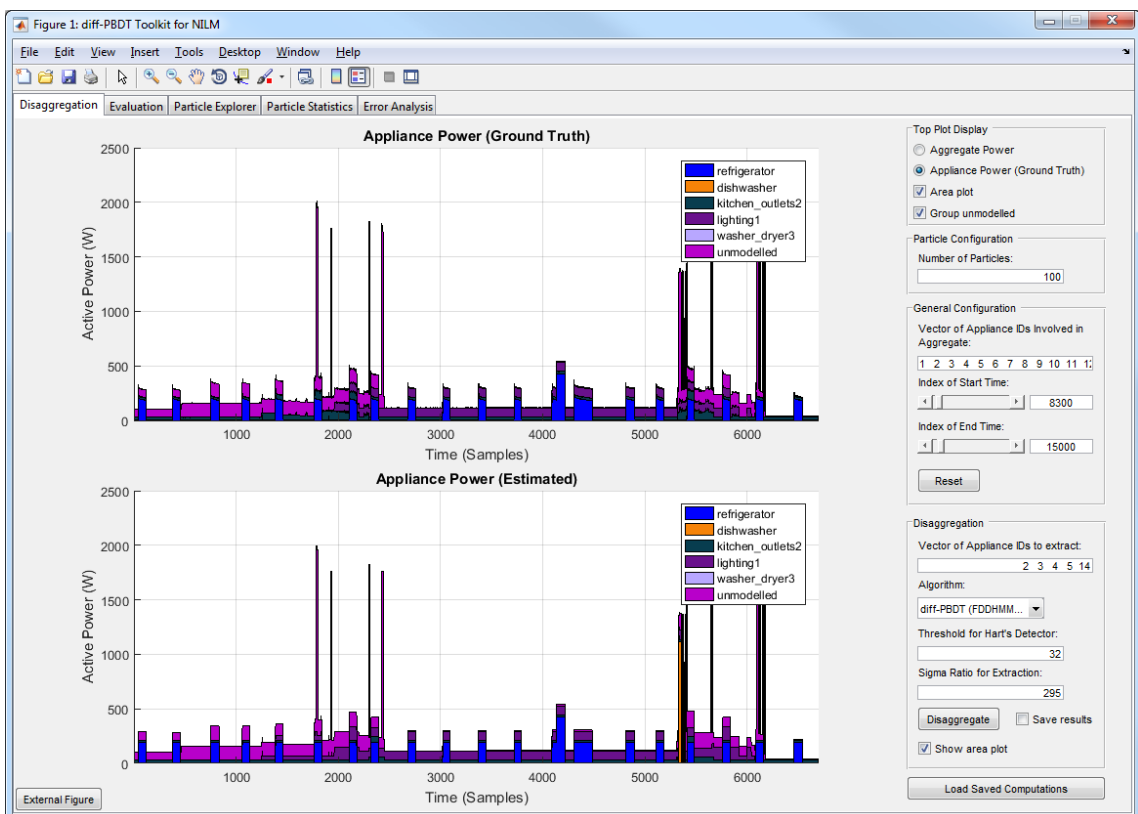 Figure 1: diff-PBDT Toolkit for NILM
File Edit View Insert Tools Desktop Window Help
Disaggregation Evaluation Particle Explorer Particle Statistics Error Analysis
Appliance Power (Ground Truth)
2500
2000
1500
1000
500
0
Active Power (W)
1000 2000 3000 4000 5000 6000
Time (Samples)
refrigerator
dishwasher
kitchen_outlets2
lighting1
washer_dryer3
unmodelled
Appliance Power (Estimated)
2500
2000
1500
1000
500
0
Active Power (W)
1000 2000 3000 4000 5000 6000
Time (Samples)
refrigerator
dishwasher
kitchen_outlets2
lighting1
washer_dryer3
unmodelled
External Figure
Top Plot Display
Aggregate Power
Appliance Power (Ground Truth)
Area plot
Group unmodelled
Particle Configuration
Number of Particles:
100
General Configuration
Vector of Appliance IDs Involved in
Aggregate:
1 2 3 4 5 6 7 8 9 10 11 12
Index of Start Time:
8300
Index of End Time:
15000
Reset
Disaggregation
Vector of Appliance IDs to extract:
2 3 4 5 14
Algorithm:
diff-PBDT (FDDHMM...
Threshold for Hart's Detector:
32
Sigma Ratio for Extraction:
295
Disaggregate Save results
Show area plot
Load Saved Computations